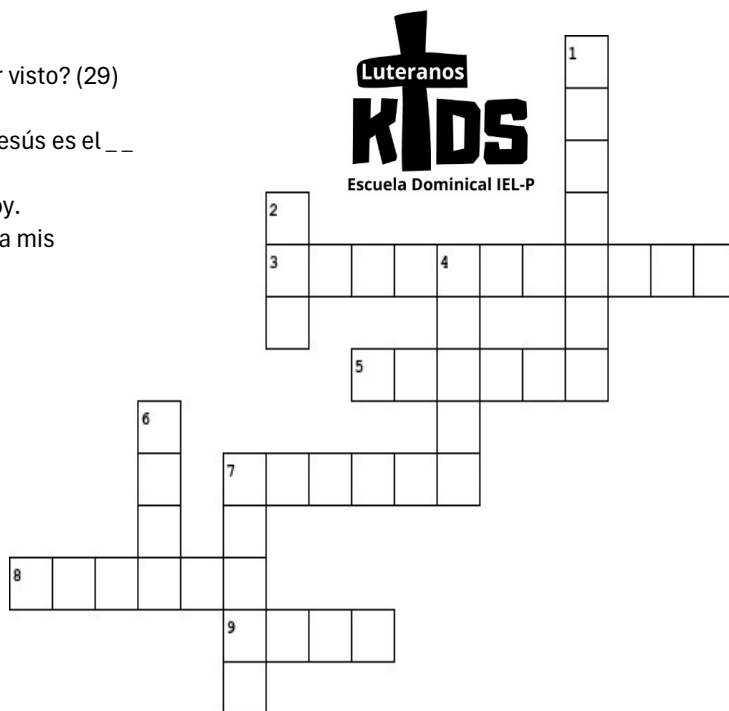 r visto? (29)
esús es el _ _
oy.
a mis
Luteranos
KIDS
Escuela Dominical IEL-P
1
2
3
4
5
6
7
8
9